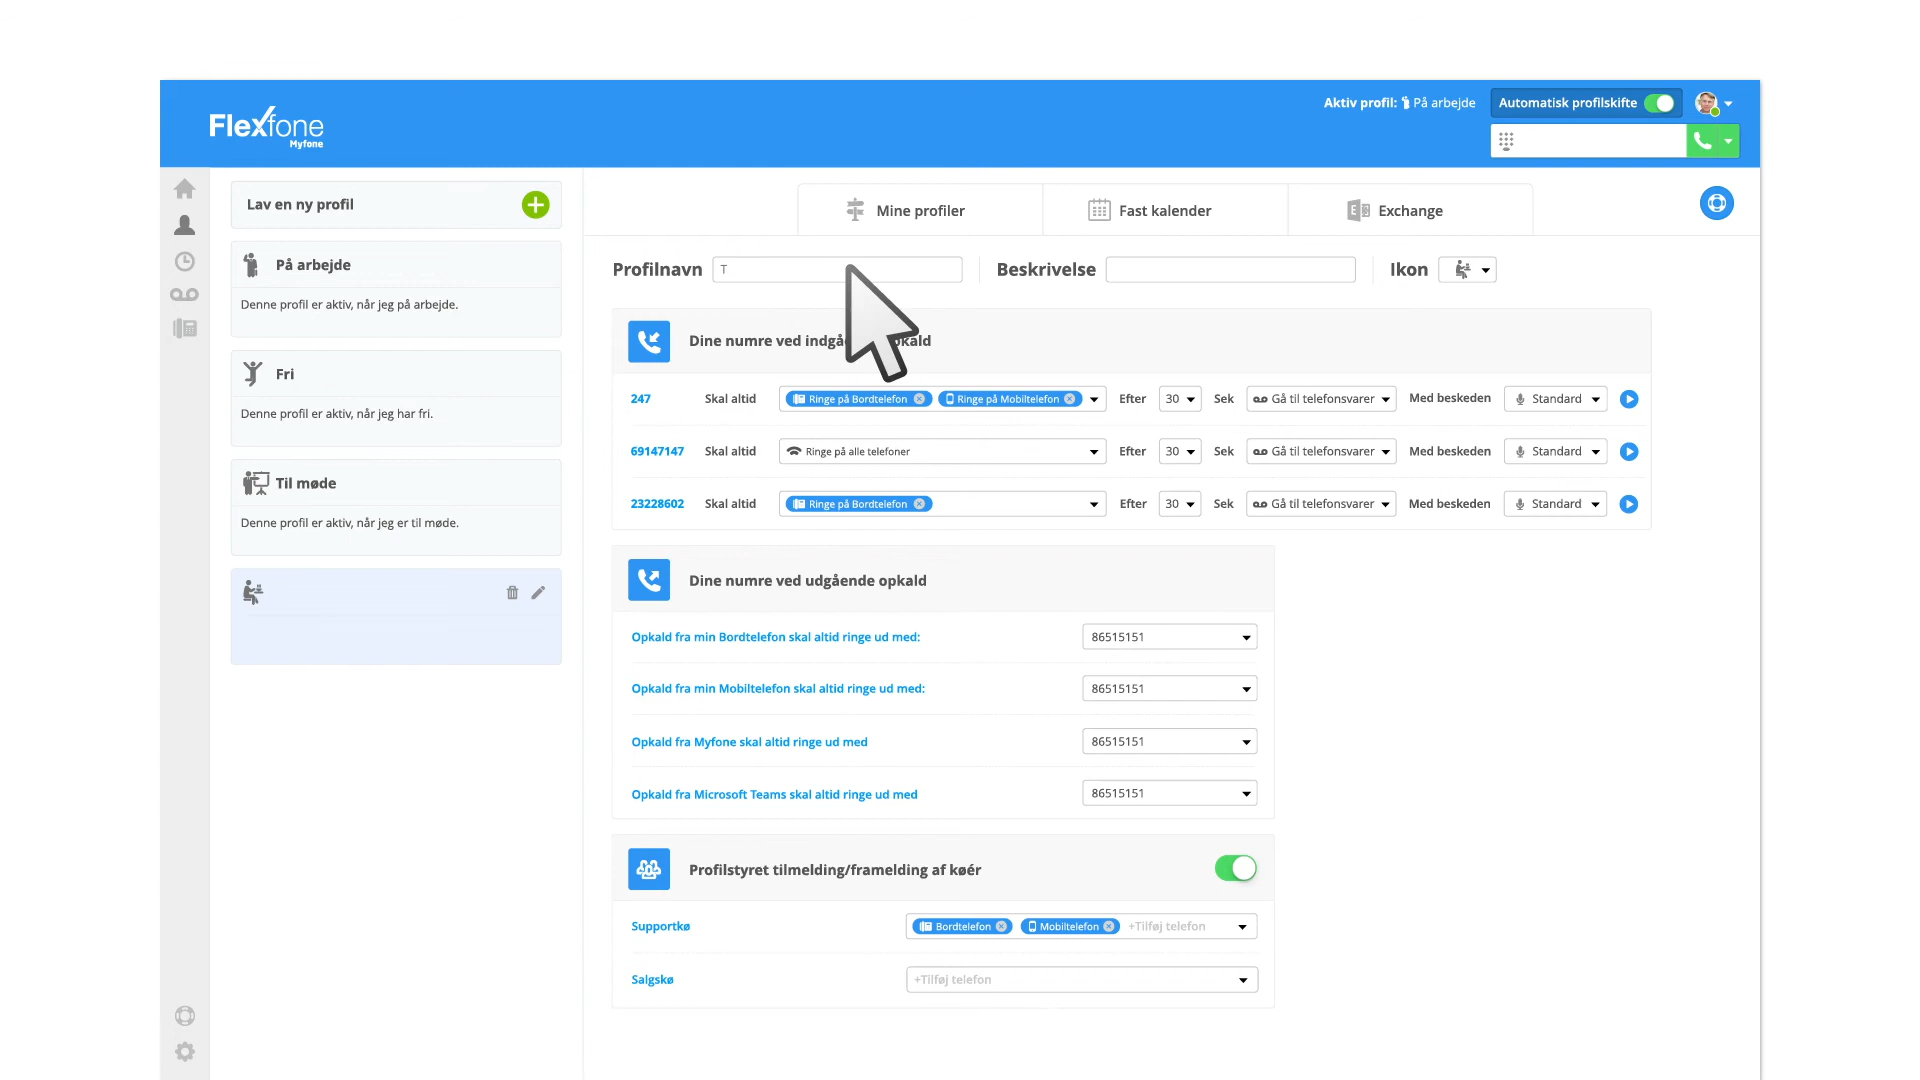 Flexfone
Myfone
Aktiv profil: På arbejde
Automatisk profilskifte
Lav en ny profil
På arbejde
Denne profil er aktiv, når jeg på arbejde.
Fri
Denne profil er aktiv, når jeg har fri.
Til møde
Denne profil er aktiv, når jeg er til møde.
Mine profiler
Fast kalender
Exchange
Profilnavn T Beskrivelse Ikon
Dine numre ved indgå kald
247 Skal altid Ringe på Bordtelefon Ringe på Mobiltelefon Efter 30 Sek Gå til telefonsvarer Med beskeden Standard
69147147 Skal altid Ringe på alle telefoner Efter 30 Sek Gå til telefonsvarer Med beskeden Standard
23228602 Skal altid Ringe på Bordtelefon Efter 30 Sek Gå til telefonsvarer Med beskeden Standard
Dine numre ved udgående opkald
Opkald fra min Bordtelefon skal altid ringe ud med: 86515151
Opkald fra min Mobiltelefon skal altid ringe ud med: 86515151
Opkald fra Myfone skal altid ringe ud med 86515151
Opkald fra Microsoft Teams skal altid ringe ud med 86515151
Profilstyret tilmelding/framelding af køér
Supportkø Bordtelefon Mobiltelefon +Tilføj telefon
Salgskø +Tilføj telefon